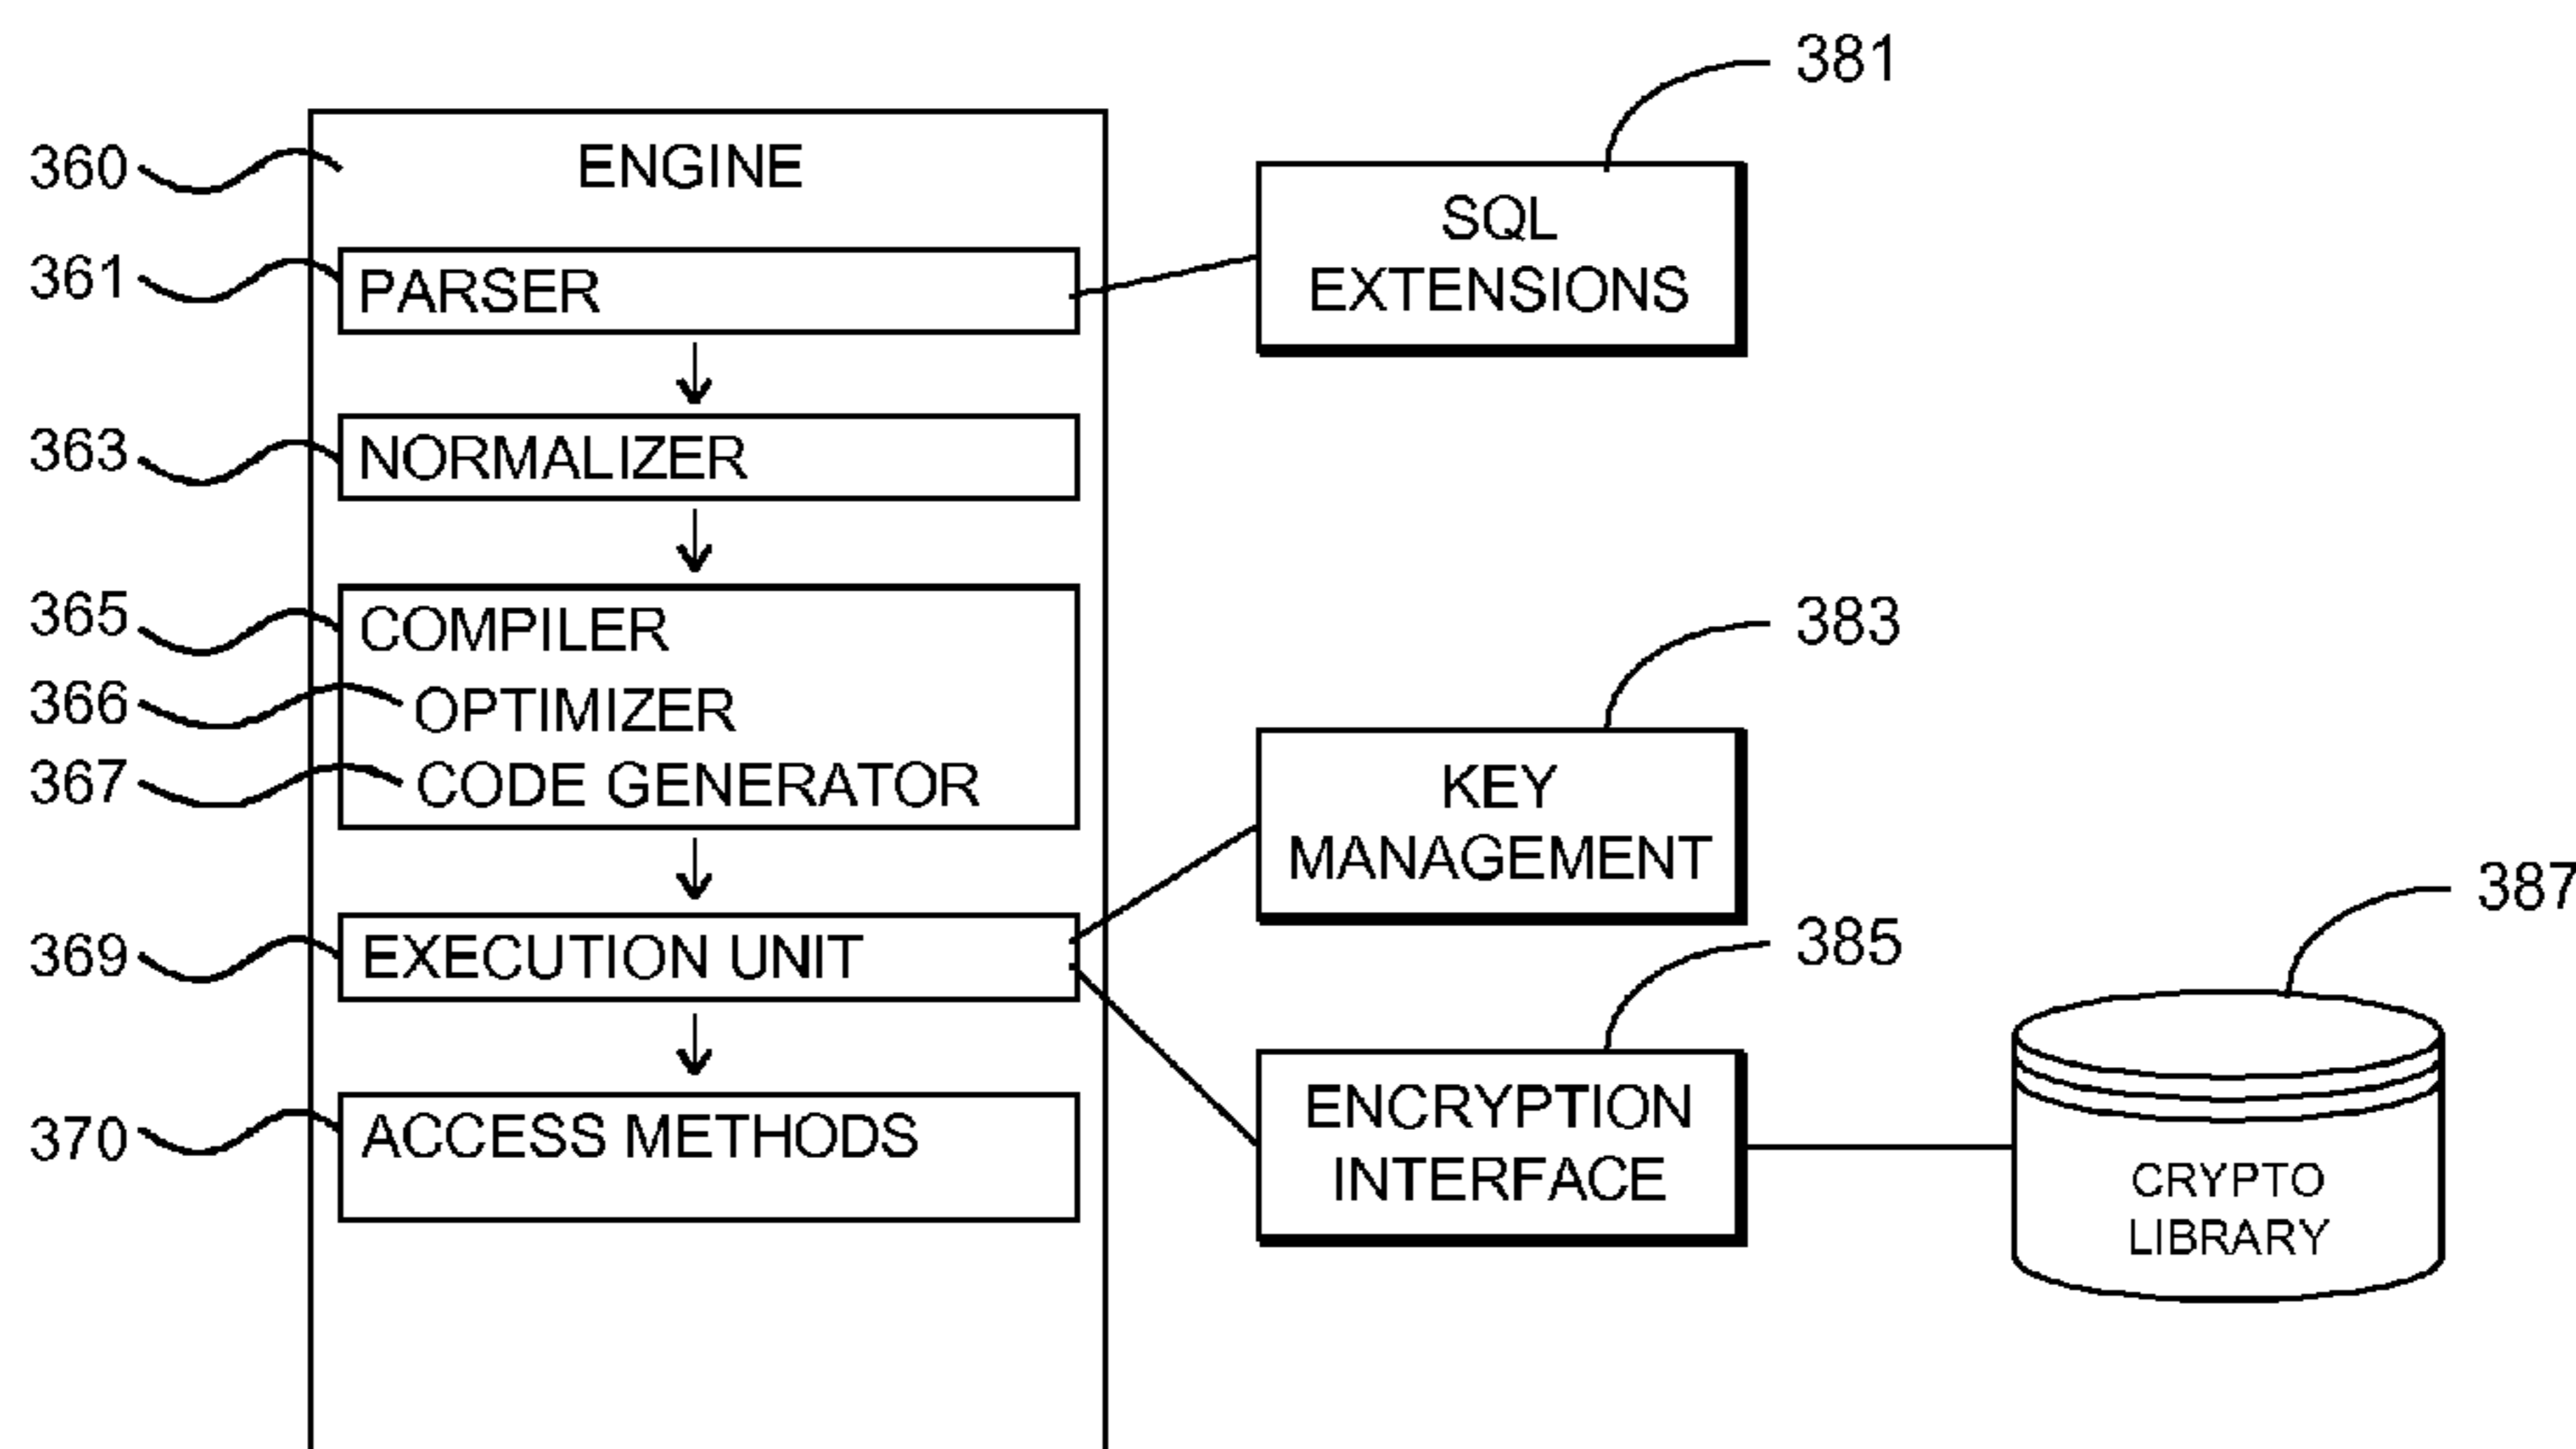 381
360
ENGINE
SQL
EXTENSIONS
361
PARSER
363
NORMALIZER
365
COMPILER
383
366
OPTIMIZER
367
CODE GENERATOR
KEY
MANAGEMENT
387
369
EXECUTION UNIT
385
370
ACCESS METHODS
ENCRYPTION
INTERFACE
CRYPTO
LIBRARY